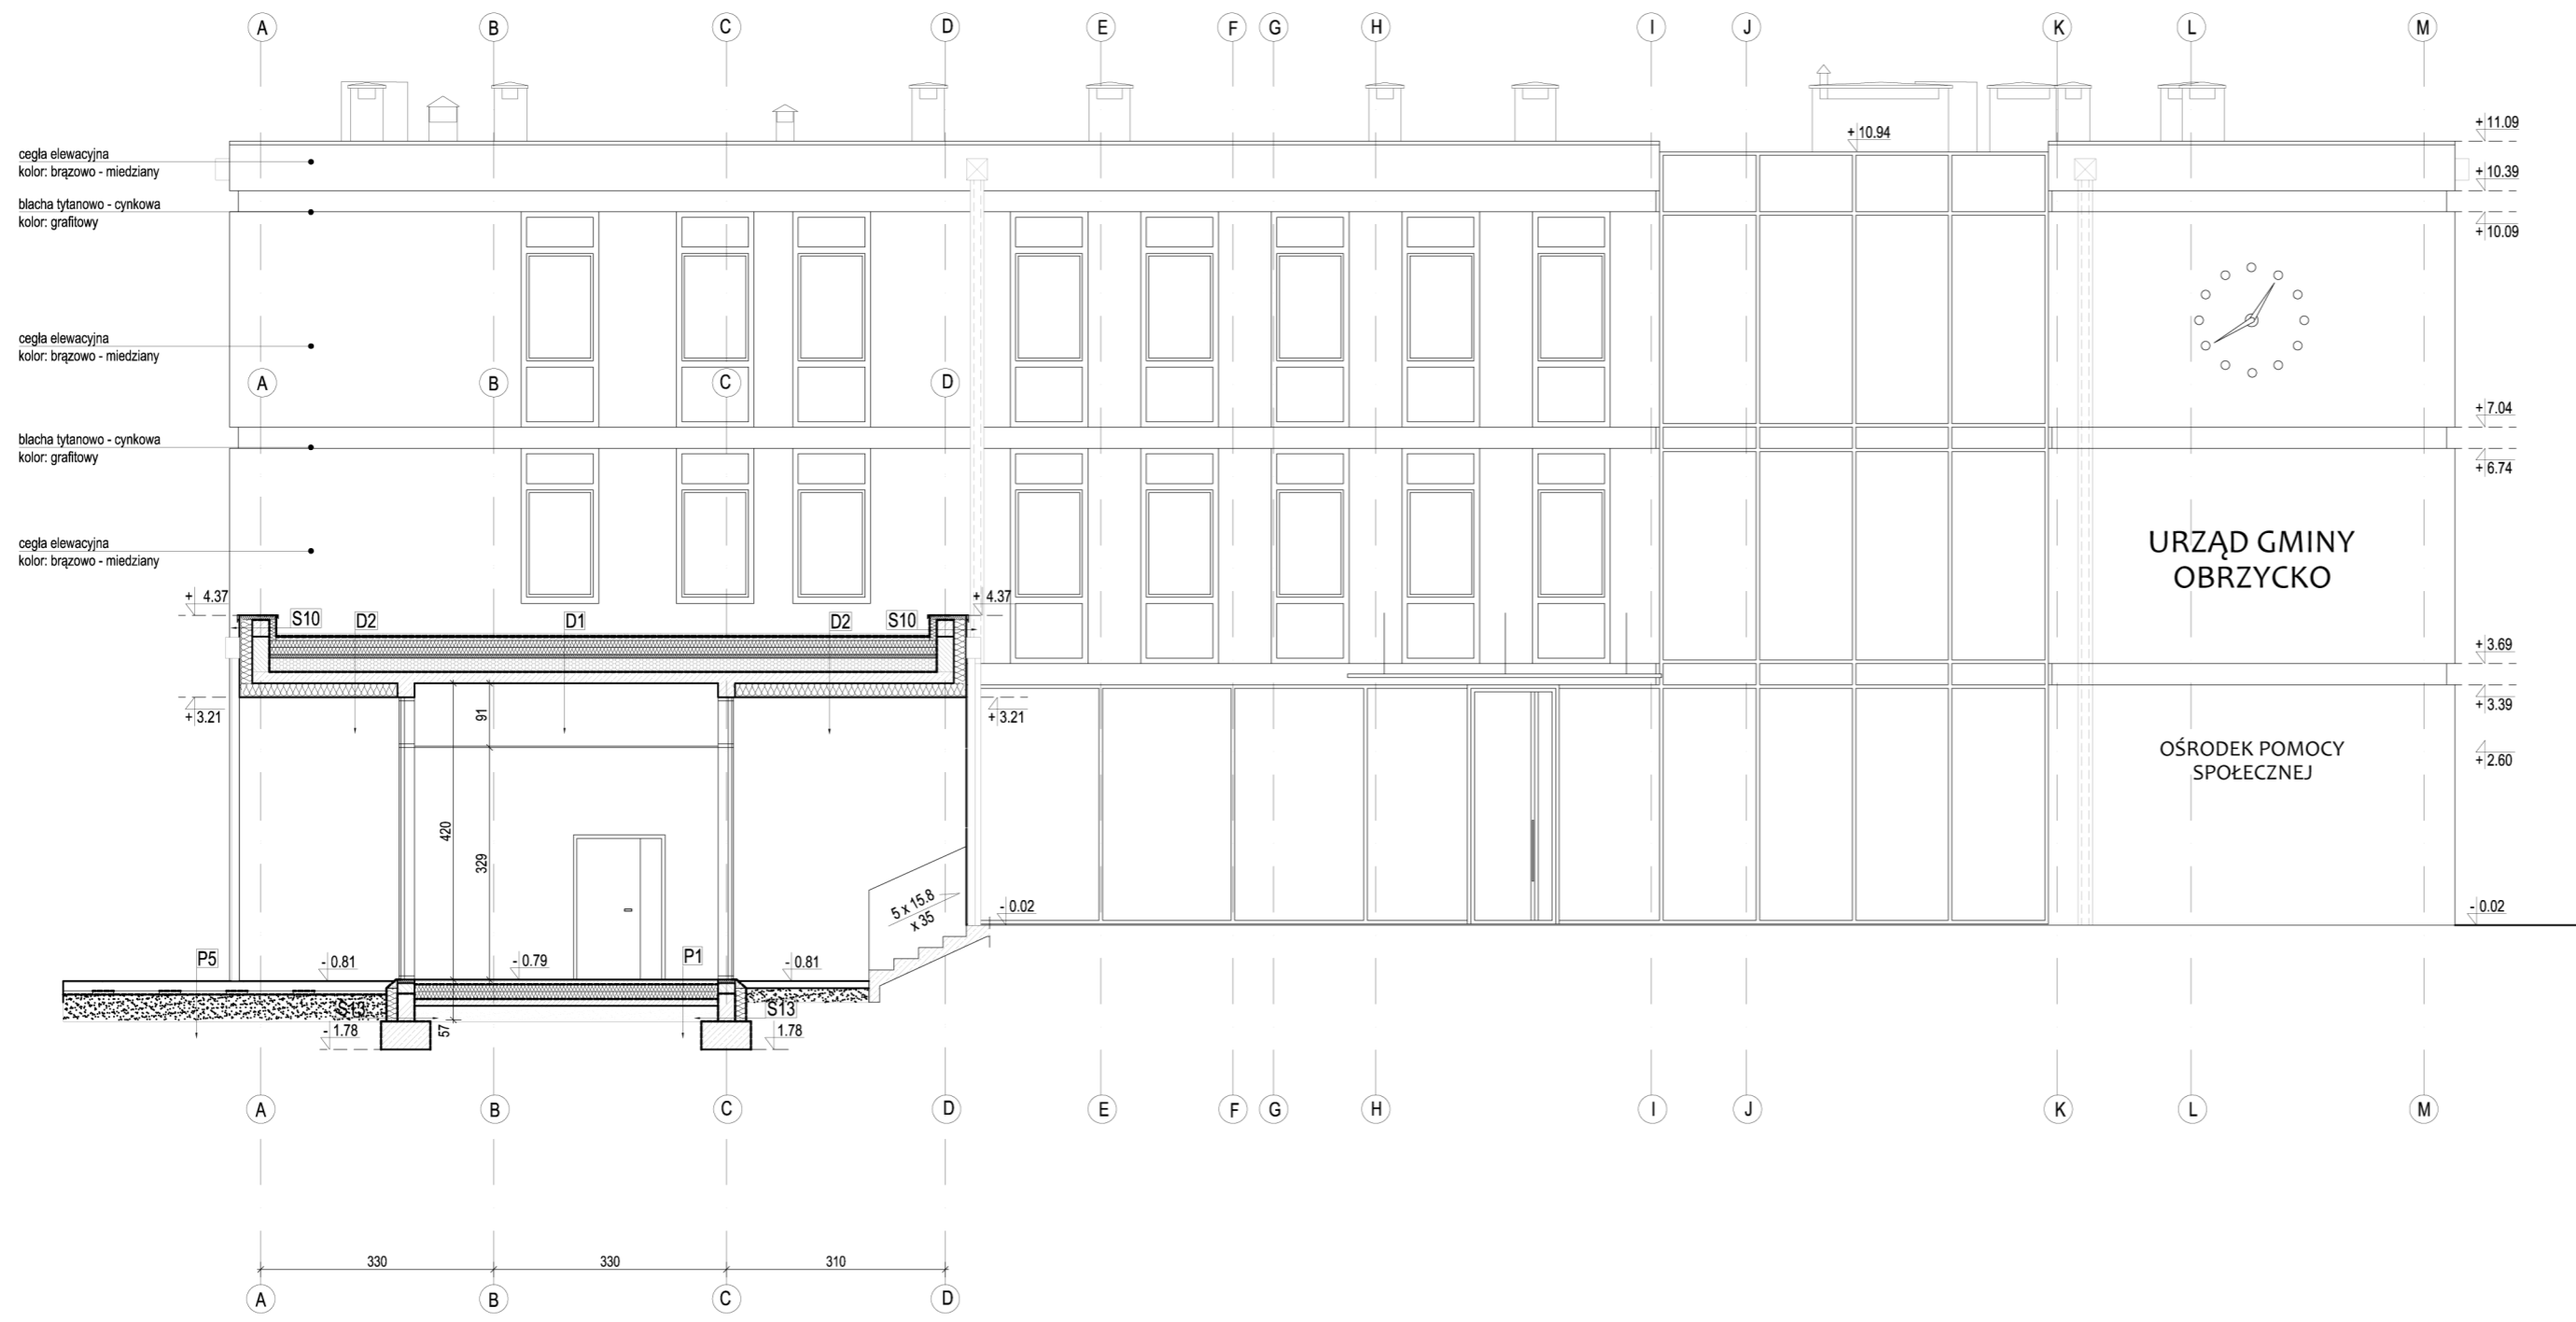 A B C D E F G H I J K L M
+ 10.94
+ 11.09
cegła elewacyjna
kolor: brązowo - miedziany
+ 10.39
blacha tytanowo - cynkowa
kolor: grafitowy
+ 10.09
cegła elewacyjna
kolor: brązowo - miedziany
A B C D
+ 7.04
blacha tytanowo - cynkowa
kolor: grafitowy
+ 6.74
cegła elewacyjna
kolor: brązowo - miedziany
URZĄD GMINY
OBRZYCKO
+ 4.37 + 4.37
S10 D2 D1 D2 S10
+ 3.69
+ 3.21 91 + 3.21
+ 3.39
OŚRODEK POMOCY
SPOŁECZNEJ
+ 2.60
420
329
5 x 15.8
x 35
- 0.02 - 0.02
P5 - 0.81 - 0.79 P1 - 0.81
S13 S13
- 1.78 57 - 1.78
A B C D E F G H I J K L M
330 330 310
A B C D